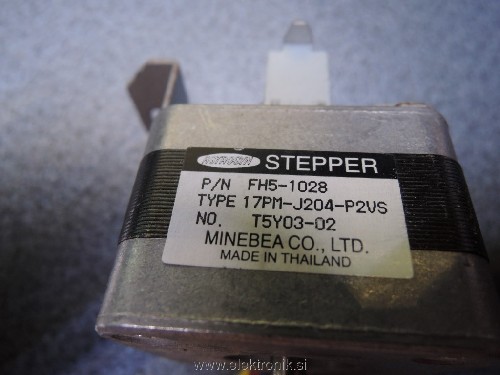 ASTROSYN STEPPER
P/N FH5-1028
TYPE 17PM-J204-P2VS
NO. T5Y03-02
MINEBEA CO., LTD.
MADE IN THAILAND
www.elektronik.si